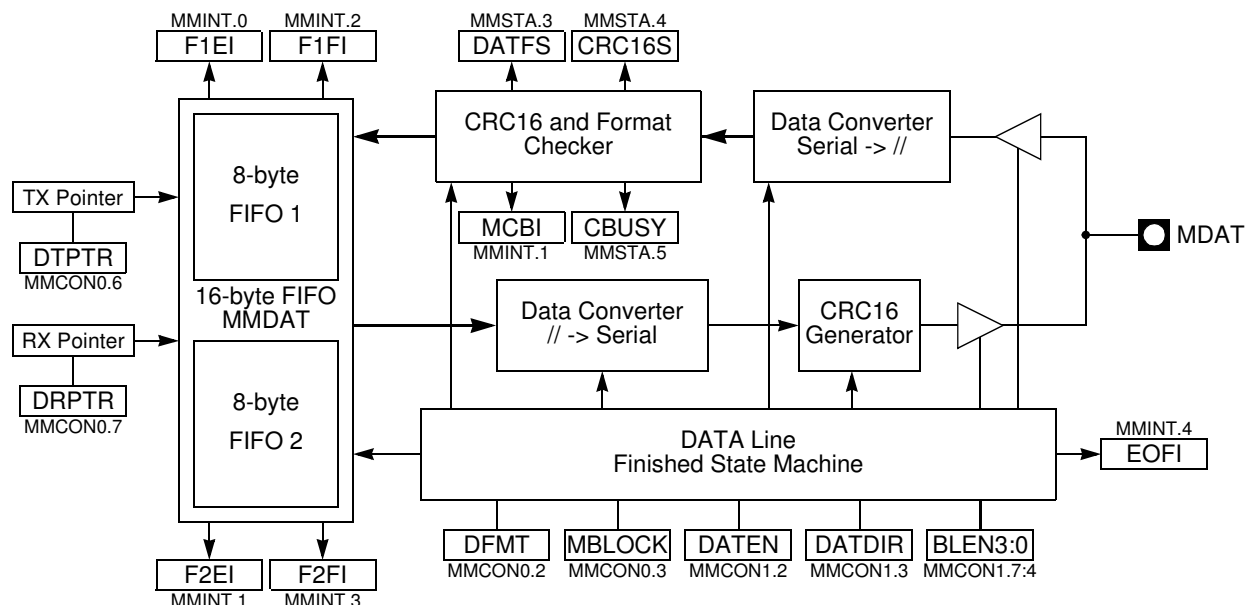 MMINT.0
MMINT.2
MMSTA.3
MMSTA.4
F1EI
F1FI
DATFS
CRC16S
CRC16 and Format
Checker
Data Converter
Serial -> //
8-byte
FIFO 1
TX Pointer
DTPTR
MMCON0.6
MCBI
MMINT.1
CBUSY
MMSTA.5
MDAT
16-byte FIFO
MMDAT
Data Converter
// -> Serial
CRC16
Generator
RX Pointer
DRPTR
MMCON0.7
8-byte
FIFO 2
DATA Line
Finished State Machine
MMINT.4
EOFI
DFMT
MBLOCK
DATEN
DATDIR
BLEN3:0
MMCON0.2
MMCON0.3
MMCON1.2
MMCON1.3
MMCON1.7:4
F2EI
F2FI
MMINT.1
MMINT.3